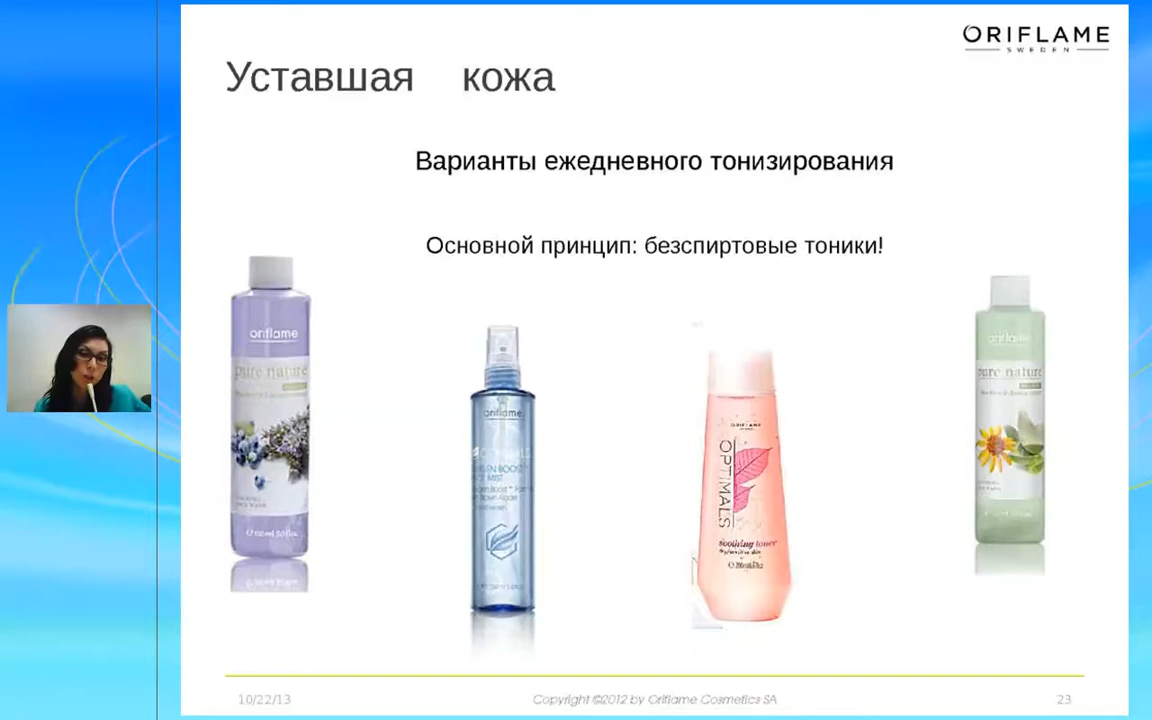 ORIFLAME
SWEDEN
Уставшая кожа
Варианты ежедневного тонизирования
Основной принцип: безспиртовые тоники!
oriflame
pure nature
oriflame
ORIFLAME
OPTIMALS
soothing toner
oriflame
pure nature
10/22/13
Copyright ©2012 by Oriflame Cosmetics SA
23